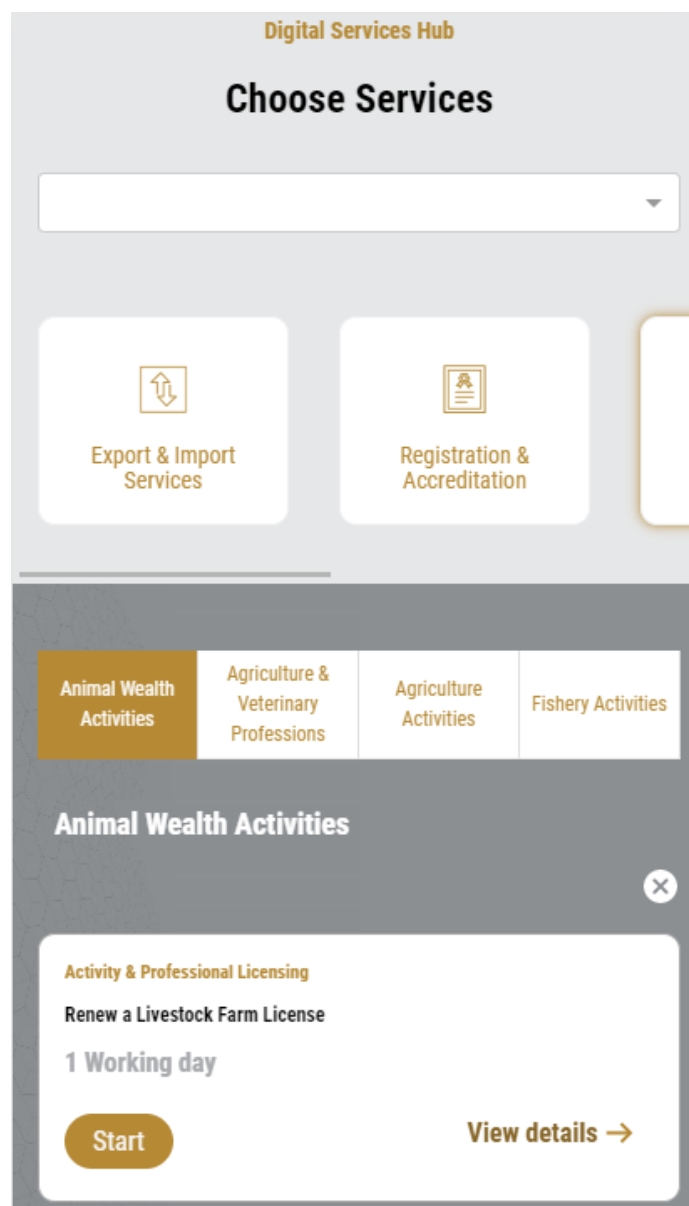 Digital Services Hub
Choose Services
Export & Import
Services
Registration &
Accreditation
Animal Wealth
Activities
Agriculture &
Veterinary
Professions
Agriculture
Activities
Fishery Activities
Animal Wealth Activities
Activity & Professional Licensing
Renew a Livestock Farm License
1 Working day
Start
View details →